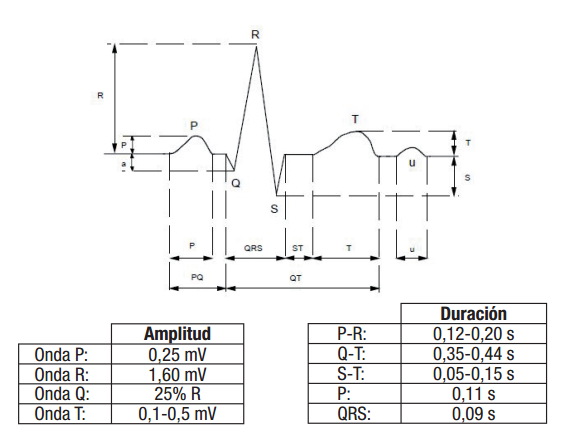 R
R
P
T
P
T
a
u
Q
S
S
P
QRS
ST
T
u
PQ
QT
Amplitud
Onda P: 0,25 mV
Onda R: 1,60 mV
Onda Q: 25% R
Onda T: 0,1-0,5 mV
Duración
P-R: 0,12-0,20 s
Q-T: 0,35-0,44 s
S-T: 0,05-0,15 s
P: 0,11 s
QRS: 0,09 s